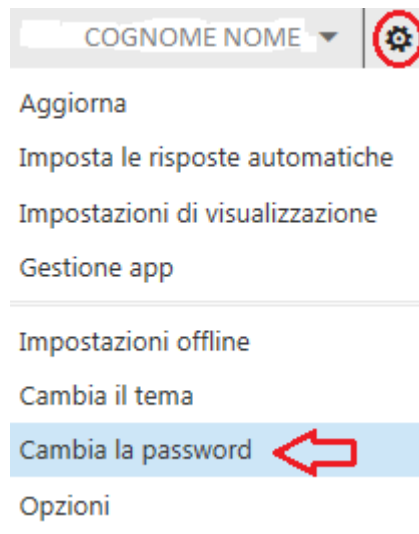 COGNOME NOME
Aggiorna
Imposta le risposte automatiche
Impostazioni di visualizzazione
Gestione app
Impostazioni offline
Cambia il tema
Cambia la password
Opzioni